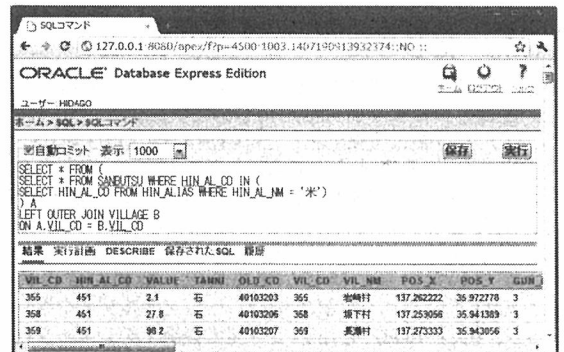 SQLコマンド
127.0.0.1:8080/apex/f?p=4500:1003:1407190913932374::NO::
ORACLE Database Express Edition
ユーザー HIDAGO
ホーム > SQL > SQLコマンド
自動コミット 表示 1000
保存 実行
SELECT * FROM (
SELECT * FROM SANBUTSU WHERE HIN_AL_CD IN (
SELECT HIN_AL_CD FROM HIN_ALIAS WHERE HIN_AL_NM = '米')
) A
LEFT OUTER JOIN VILLAGE B
ON A.VIL_CD = B.VIL_CD
結果 実行計画 DESCRIBE 保存されたSQL 履歴
VIL_CD HIN_AL_CD VALUE TANNI OLD_CD VIL_CD VIL_NM POS_X POS_Y GUN
355 451 2.1 石 40103203 355 岩崎村 137.262222 35.972778 3
358 451 27.8 石 40103206 358 坂下村 137.253056 35.941389 3
359 451 98.2 石 40103207 359 長瀬村 137.273333 35.943056 3